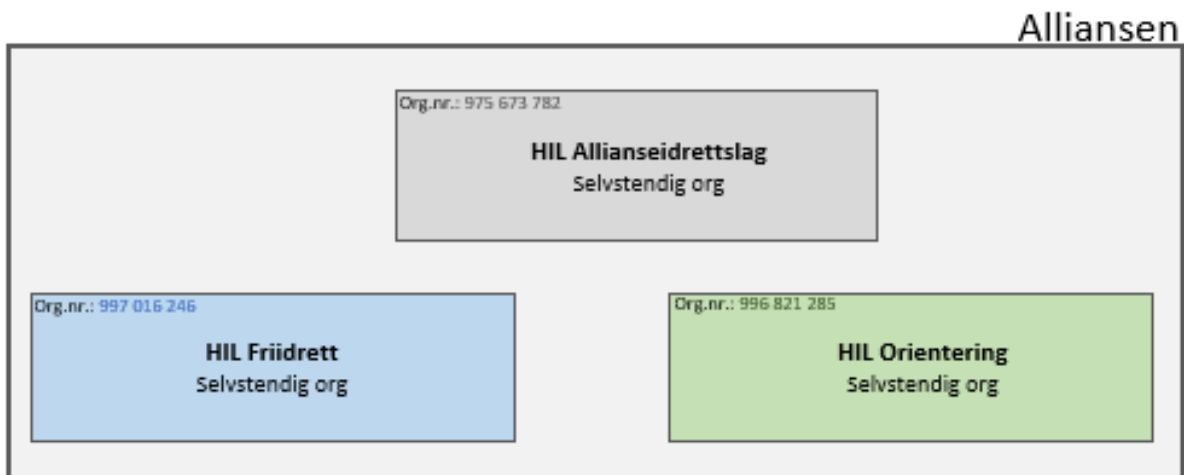 Alliansen
Org.nr.: 975 673 782
HIL Allianseidrettslag
Selvstendig org
Org.nr.: 997 016 246
HIL Friidrett
Selvstendig org
Org.nr.: 996 821 285
HIL Orientering
Selvstendig org